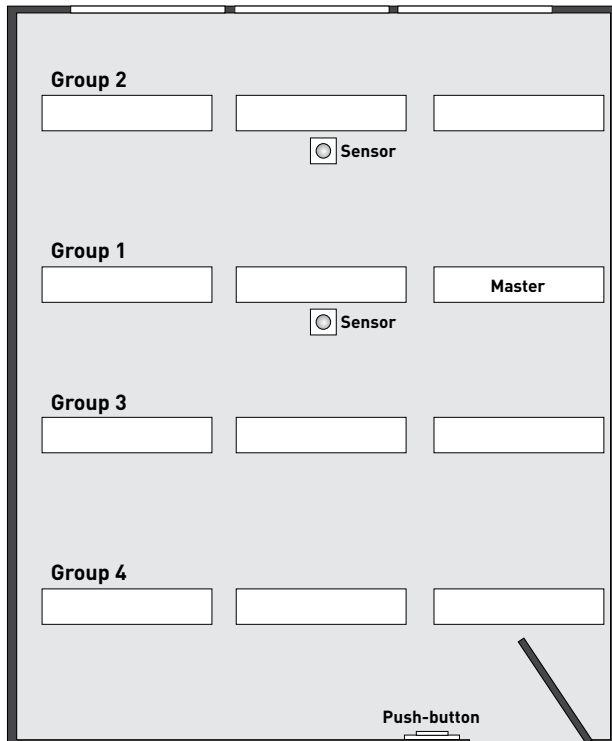 Group 2
Sensor
Group 1
Master
Sensor
Group 3
Group 4
Push-button